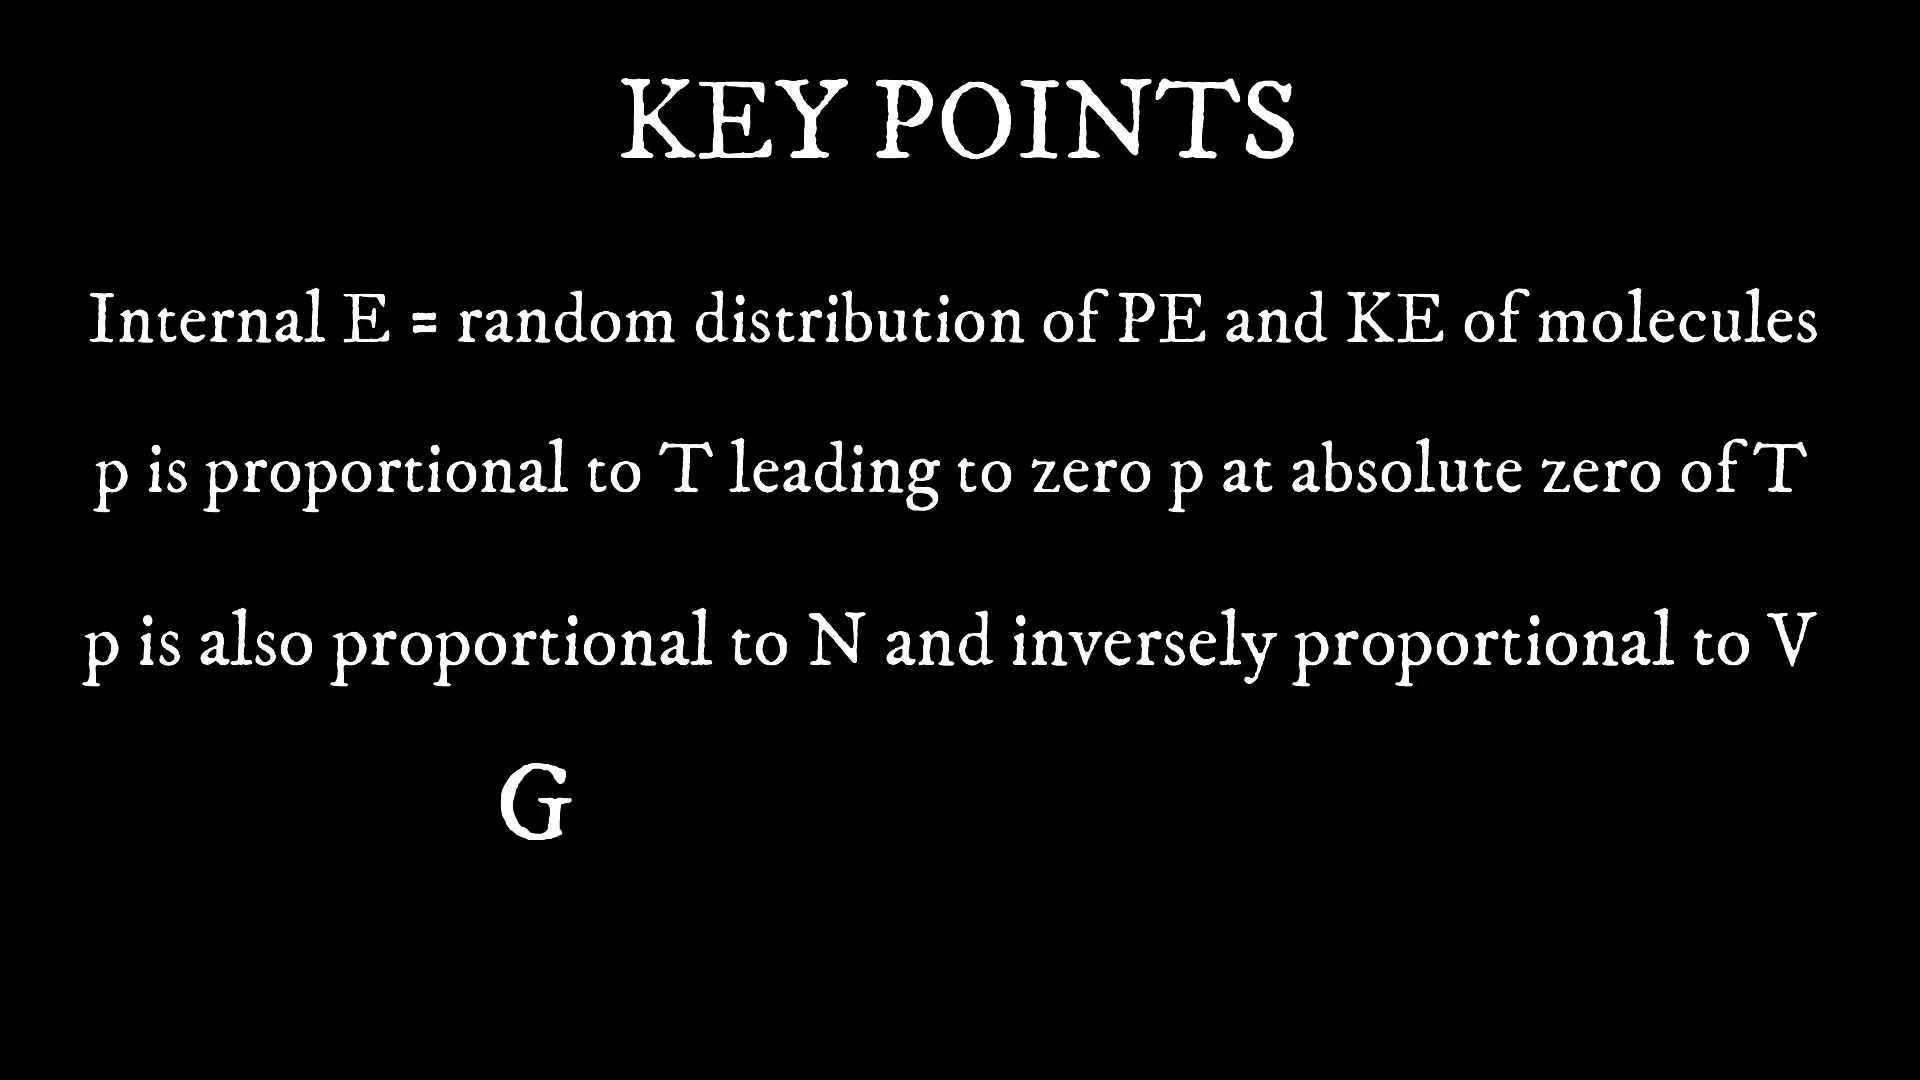 KEY POINTS
Internal E = random distribution of PE and KE of molecules
p is proportional to T leading to zero p at absolute zero of T
p is also proportional to N and inversely proportional to V
G